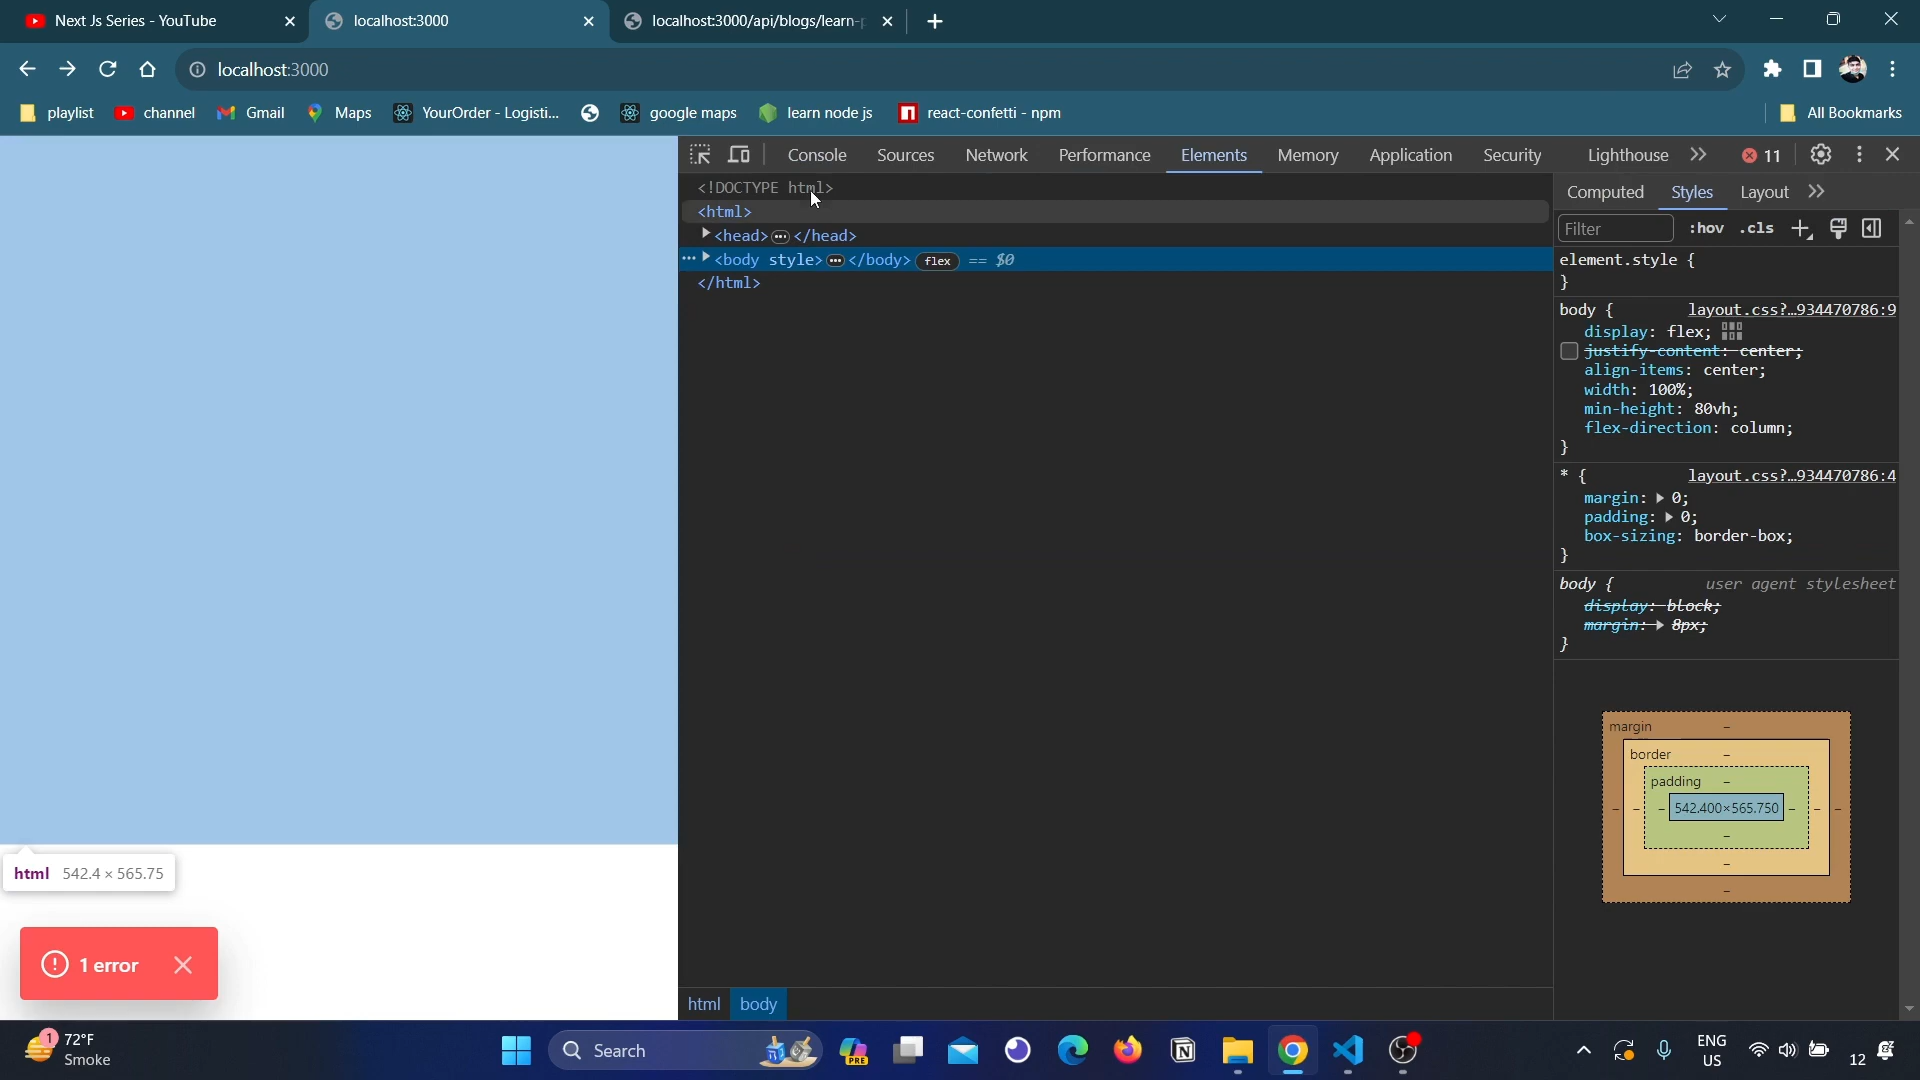 Next Js Series - YouTube
localhost:3000
localhost:3000/api/blogs/learn-p
localhost:3000
playlist
channel
Gmail
Maps
YourOrder - Logisti...
google maps
learn node js
n
react-confetti - npm
All Bookmarks
Console
Sources
Network
Performance
Elements
Memory
Application
Security
Lighthouse
11
<!DOCTYPE html>
<html>
<head>…</head>
<body style>…</body> flex == $0
</html>
Computed
Styles
Layout
Filter
:hov
.cls
element.style {
}
body {
layout.css?…934470786:9
display: flex;
justify-content: center;
align-items: center;
width: 100%;
min-height: 80vh;
flex-direction: column;
}
* {
layout.css?…934470786:4
margin: 0;
padding: 0;
box-sizing: border-box;
}
body {
user agent stylesheet
display: block;
margin: 8px;
}
margin –
border –
padding –
– – – 542.400×565.750 – – –
–
–
–
html 542.4 × 565.75
! 1 error
html
body
1
72°F
Smoke
Search
PRE
ENG
US
12